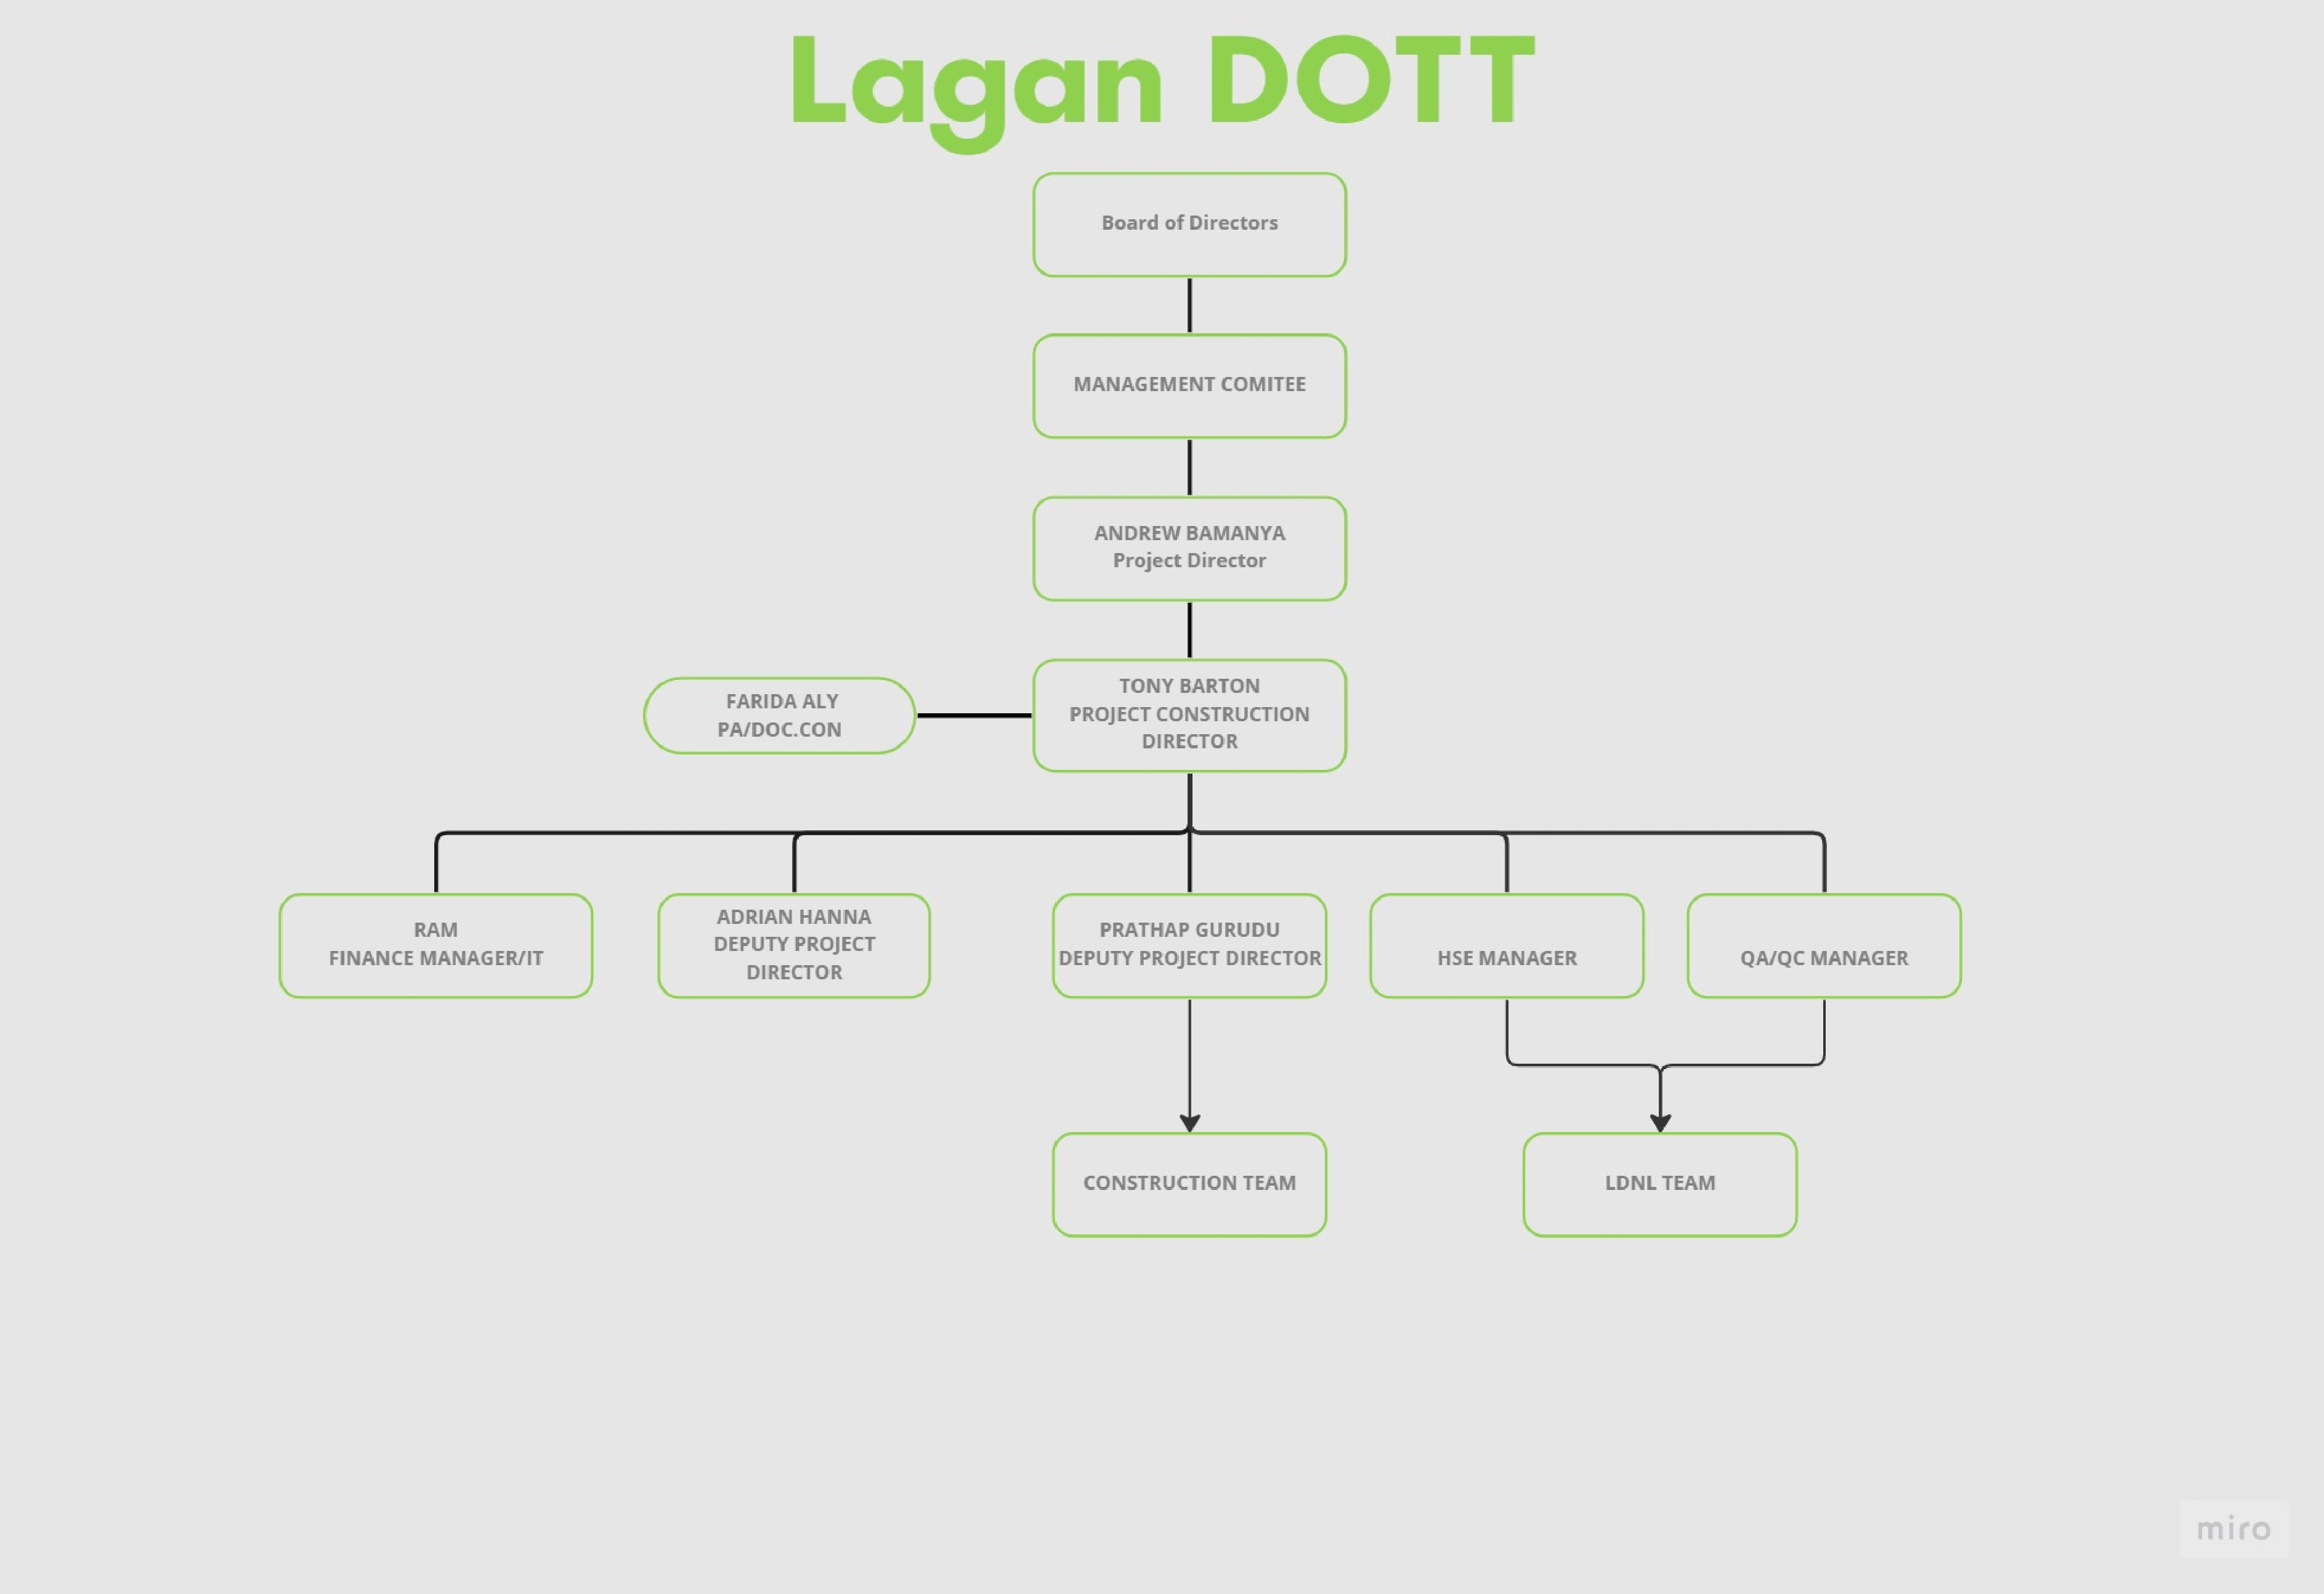 Lagan DOTT
Board of Directors
MANAGEMENT COMITEE
ANDREW BAMANYA
Project Director
FARIDA ALY
PA/DOC.CON
TONY BARTON
PROJECT CONSTRUCTION
DIRECTOR
RAM
FINANCE MANAGER/IT
ADRIAN HANNA
DEPUTY PROJECT
DIRECTOR
PRATHAP GURUDU
DEPUTY PROJECT DIRECTOR
HSE MANAGER
QA/QC MANAGER
CONSTRUCTION TEAM
LDNL TEAM
miro